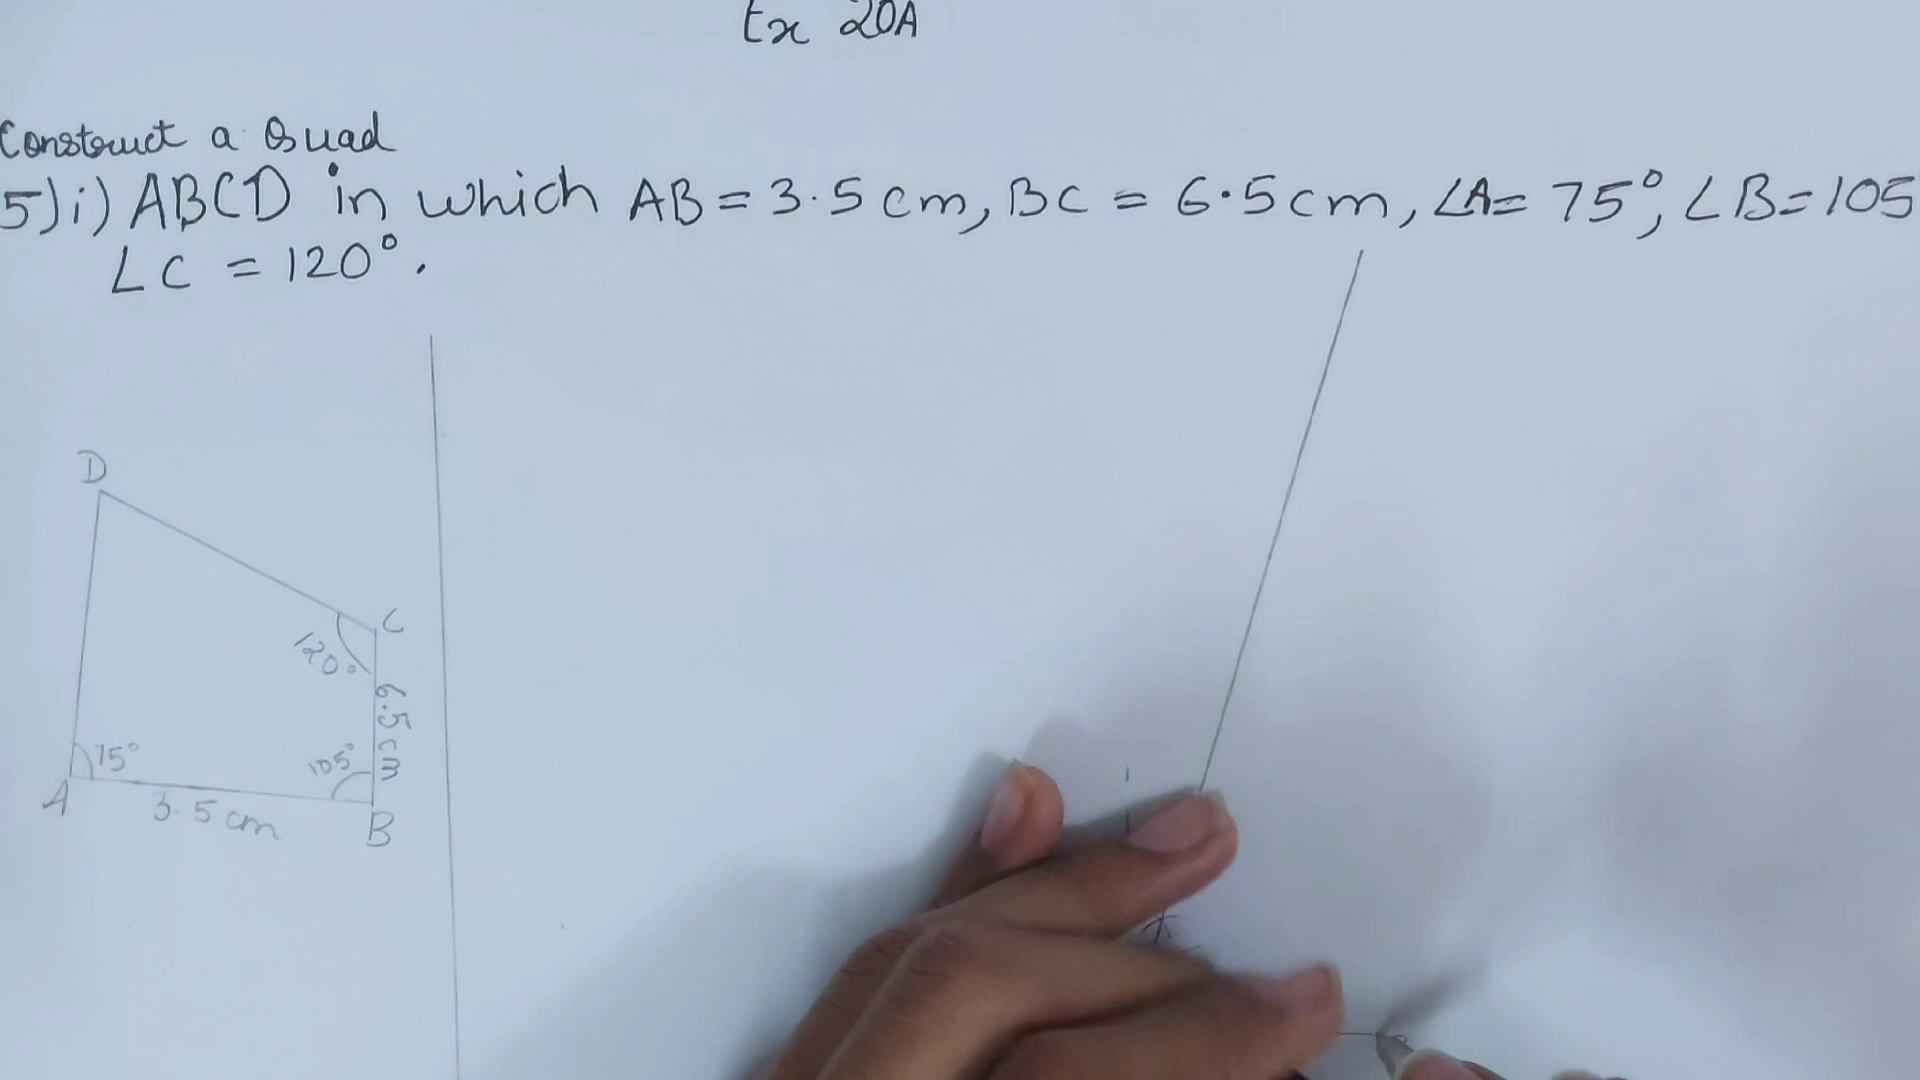 Ex 20A
Construct a Quad
5)i) ABCD in which AB = 3.5 cm, BC = 6.5 cm, ∠A = 75°, ∠B = 105
∠C = 120°.
D
C
120°
6.5 cm
75°
105°
A
3.5 cm
B